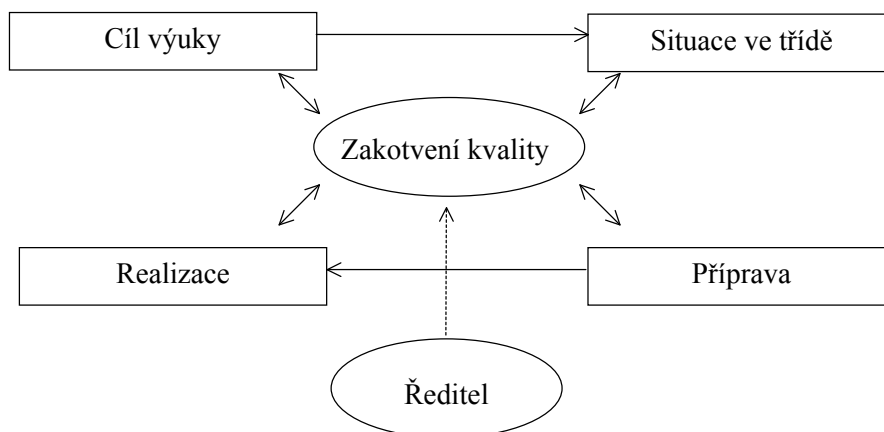 Cíl výuky
Situace ve třídě
Zakotvení kvality
Realizace
Příprava
Ředitel